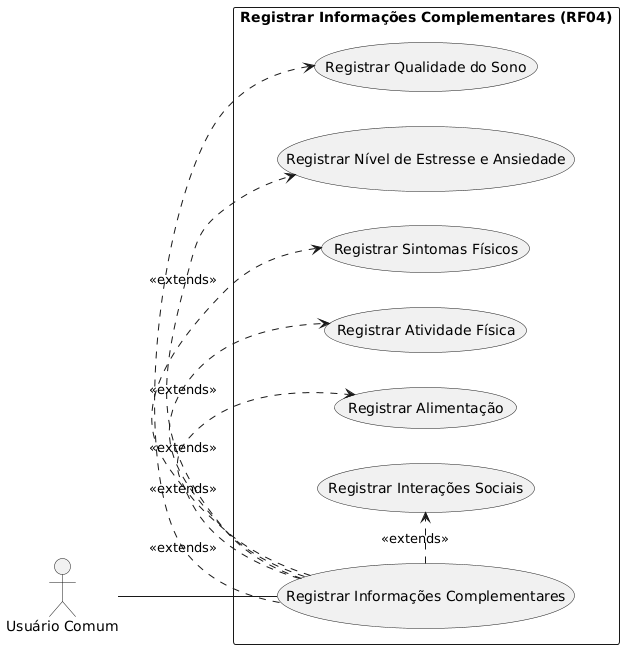 Registrar Informações Complementares (RF04)
Registrar Qualidade do Sono
Registrar Nível de Estresse e Ansiedade
Registrar Sintomas Físicos
«extends»
Registrar Atividade Física
«extends»
Registrar Alimentação
«extends»
Registrar Interações Sociais
«extends»
«extends»
«extends»
Registrar Informações Complementares
Usuário Comum